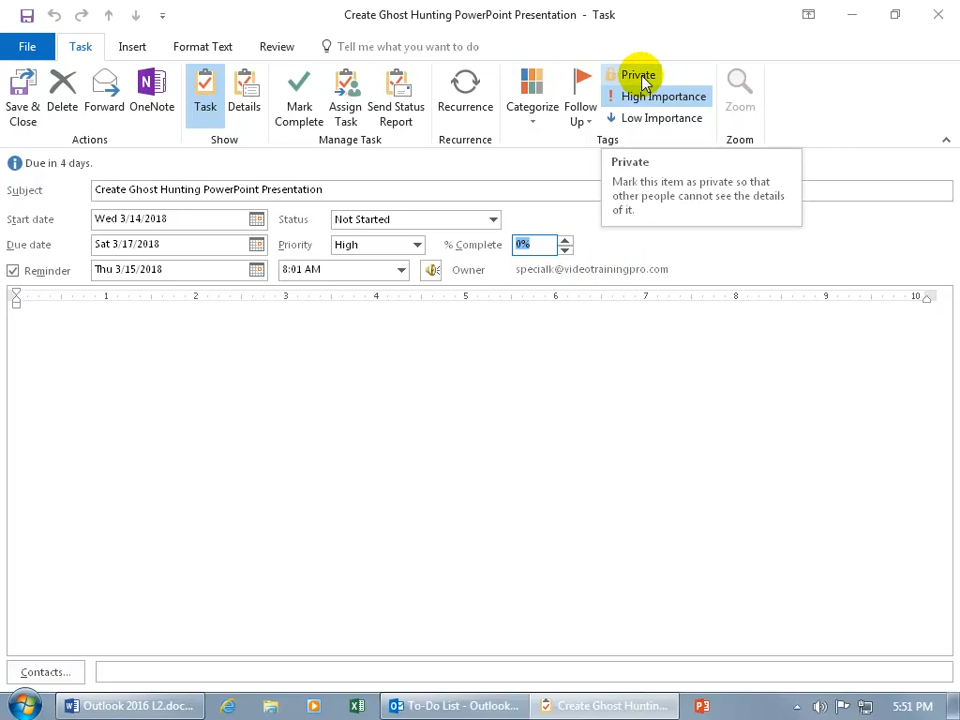 Create Ghost Hunting PowerPoint Presentation - Task
File
Task
Insert
Format Text
Review
Tell me what you want to do
Save & Close
Delete
Forward
OneNote
Task
Details
Mark Complete
Assign Task
Send Status Report
Recurrence
Categorize
Follow Up
Private
High Importance
Low Importance
Zoom
Actions
Show
Manage Task
Recurrence
Tags
Zoom
Due in 4 days.
Private
Mark this item as private so that
other people cannot see the details
of it.
Subject
Create Ghost Hunting PowerPoint Presentation
Start date
Wed 3/14/2018
Status
Not Started
Due date
Sat 3/17/2018
Priority
High
% Complete
0%
Reminder
Thu 3/15/2018
8:01 AM
Owner
specialk@videotrainingpro.com
1 2 3 4 5 6 7 8 9 10
Contacts...
Outlook 2016 L2.doc...
To-Do List - Outlook...
Create Ghost Huntin...
5:51 PM